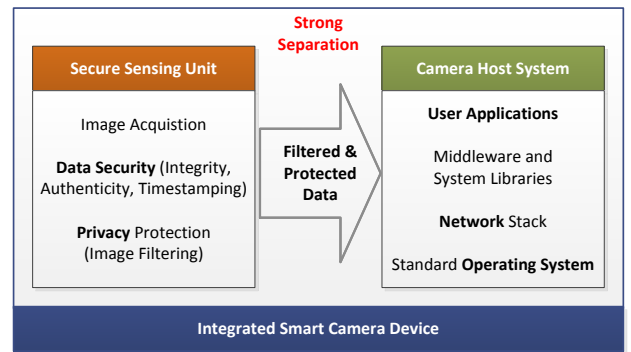 Strong
Separation
Secure Sensing Unit
Image Acquistion
Data Security (Integrity,
Authenticity, Timestamping)
Privacy Protection
(Image Filtering)
Filtered &
Protected
Data
Camera Host System
User Applications
Middleware and
System Libraries
Network Stack
Standard Operating System
Integrated Smart Camera Device